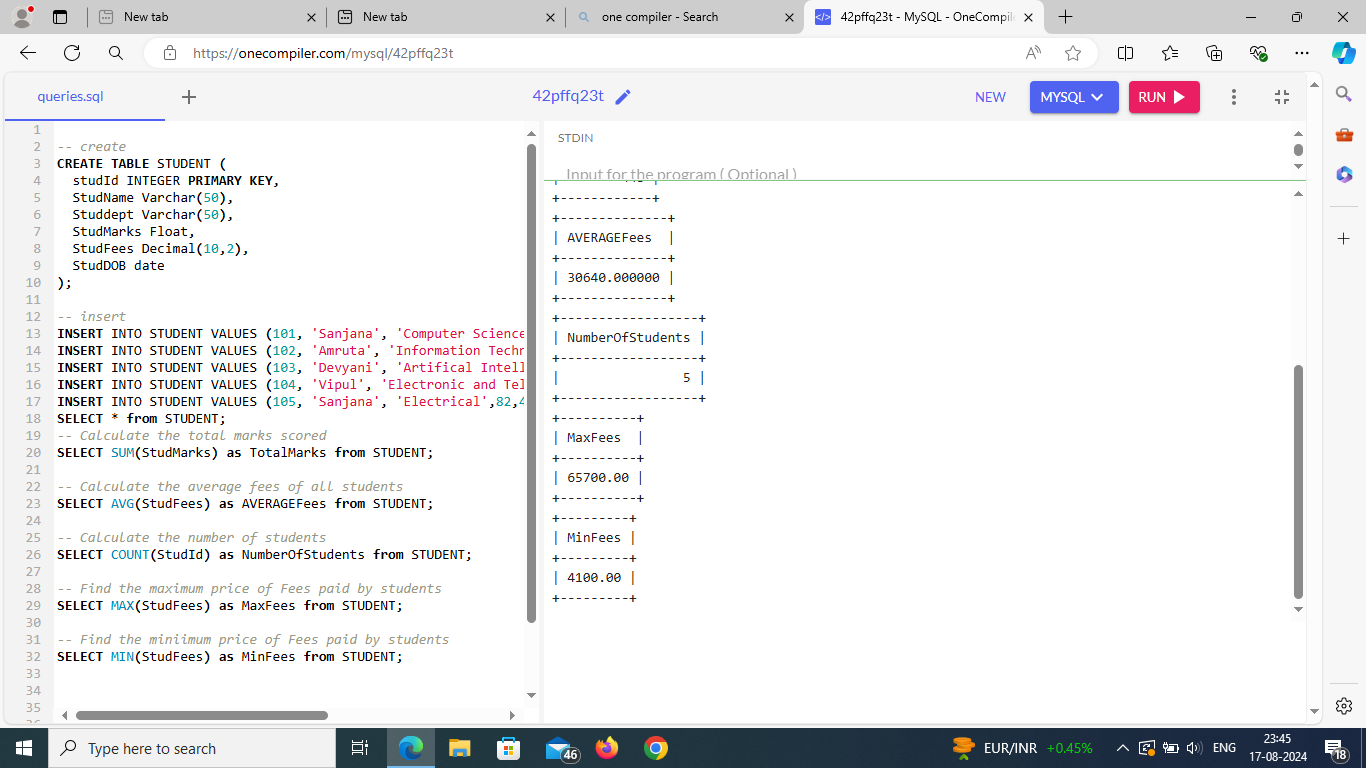 New tab
New tab
one compiler - Search
42pffq23t - MySQL - OneCompile
https://onecompiler.com/mysql/42pffq23t
queries.sql
42pffq23t
NEW
MYSQL
RUN
1
2 -- create
3 CREATE TABLE STUDENT (
4 studId INTEGER PRIMARY KEY,
5 StudName Varchar(50),
6 Studdept Varchar(50),
7 StudMarks Float,
8 StudFees Decimal(10,2),
9 StudDOB date
10 );
11
12 -- insert
13 INSERT INTO STUDENT VALUES (101, 'Sanjana', 'Computer Science
14 INSERT INTO STUDENT VALUES (102, 'Amruta', 'Information Techn
15 INSERT INTO STUDENT VALUES (103, 'Devyani', 'Artifical Intell
16 INSERT INTO STUDENT VALUES (104, 'Vipul', 'Electronic and Tel
17 INSERT INTO STUDENT VALUES (105, 'Sanjana', 'Electrical',82,4
18 SELECT * from STUDENT;
19 -- Calculate the total marks scored
20 SELECT SUM(StudMarks) as TotalMarks from STUDENT;
21
22 -- Calculate the average fees of all students
23 SELECT AVG(StudFees) as AVERAGEFees from STUDENT;
24
25 -- Calculate the number of students
26 SELECT COUNT(StudId) as NumberOfStudents from STUDENT;
27
28 -- Find the maximum price of Fees paid by students
29 SELECT MAX(StudFees) as MaxFees from STUDENT;
30
31 -- Find the miniimum price of Fees paid by students
32 SELECT MIN(StudFees) as MinFees from STUDENT;
33
34
35
STDIN
Input for the program ( Optional )
+------------+
+--------------+
| AVERAGEFees  |
+--------------+
| 30640.000000 |
+--------------+
+------------------+
| NumberOfStudents |
+------------------+
|                5 |
+------------------+
+----------+
| MaxFees  |
+----------+
| 65700.00 |
+----------+
+---------+
| MinFees |
+---------+
| 4100.00 |
+---------+
Type here to search
46
EUR/INR +0.45%
ENG
23:45
17-08-2024
18